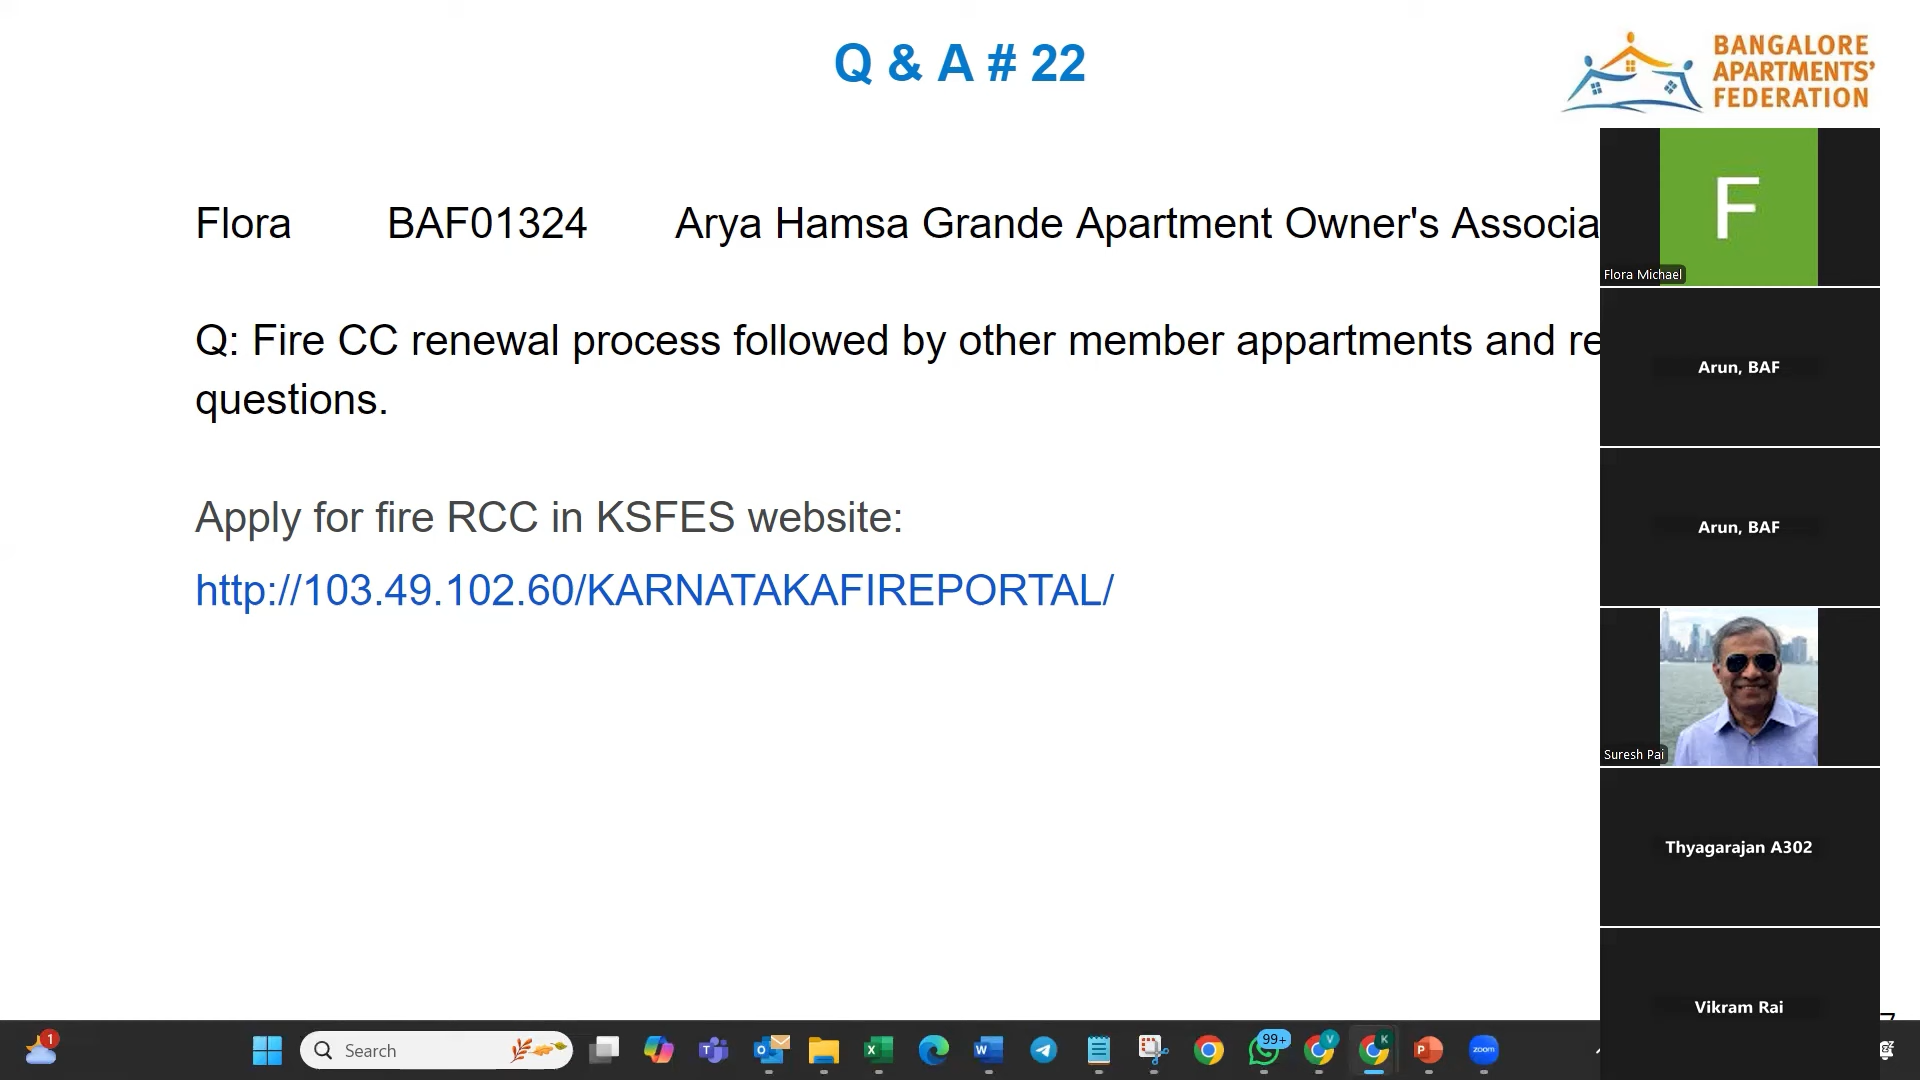 Q & A # 22
BANGALORE
APARTMENTS'
FEDERATION
Flora BAF01324 Arya Hamsa Grande Apartment Owner's Associa
Q: Fire CC renewal process followed by other member appartments and re
questions.
Apply for fire RCC in KSFES website:
http://103.49.102.60/KARNATAKAFIREPORTAL/
F
Flora Michael
Arun, BAF
Arun, BAF
Suresh Pai
Thyagarajan A302
Vikram Rai
1
Search
99+
V
K
zoom